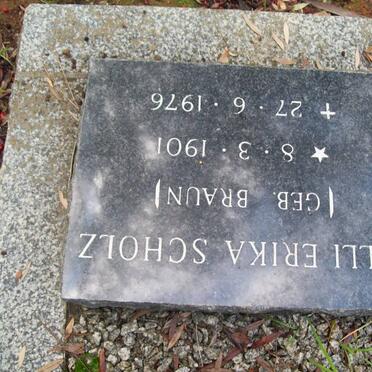 ERIKA SCHOLZ
(GEB. BRAUN)
★ 8 · 3 · 1901
✝ 27 · 6 · 1976